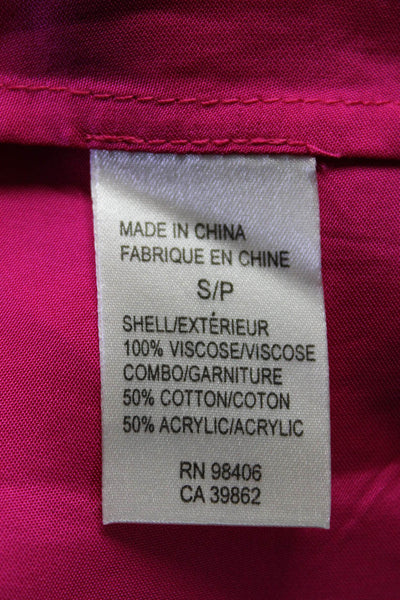 MADE IN CHINA
FABRIQUE EN CHINE
S/P
SHELL/EXTÉRIEUR
100% VISCOSE/VISCOSE
COMBO/GARNITURE
50% COTTON/COTON
50% ACRYLIC/ACRYLIC
RN 98406
CA 39862